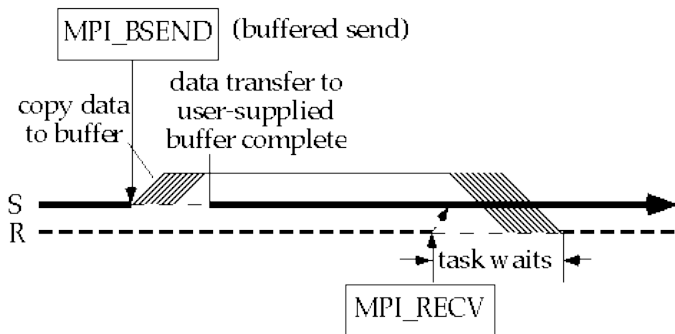 MPI_BSEND (buffered send)
copy data
to buffer
data transfer to
user-supplied
buffer complete
S
R
task waits
MPI_RECV